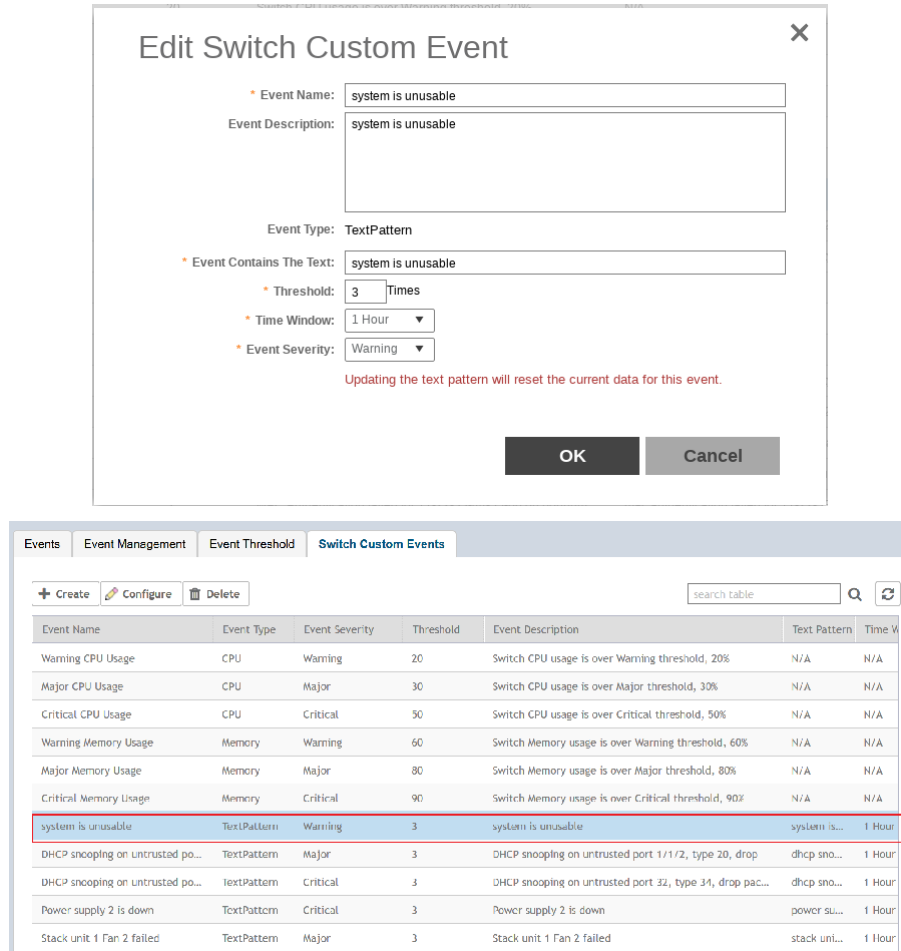 20 Switch CPU usage is over Warning threshold, 20% N/A
Edit Switch Custom Event
* Event Name: system is unusable
Event Description: system is unusable
Event Type: TextPattern
* Event Contains The Text: system is unusable
* Threshold: 3 Times
* Time Window: 1 Hour
* Event Severity: Warning
Updating the text pattern will reset the current data for this event.
OK Cancel
Events Event Management Event Threshold Switch Custom Events
Create Configure Delete search table
Event Name Event Type Event Severity Threshold Event Description Text Pattern Time W
Warning CPU Usage CPU Warning 20 Switch CPU usage is over Warning threshold, 20% N/A N/A
Major CPU Usage CPU Major 30 Switch CPU usage is over Major threshold, 30% N/A N/A
Critical CPU Usage CPU Critical 50 Switch CPU usage is over Critical threshold, 50% N/A N/A
Warning Memory Usage Memory Warning 60 Switch Memory usage is over Warning threshold, 60% N/A N/A
Major Memory Usage Memory Major 80 Switch Memory usage is over Major threshold, 80% N/A N/A
Critical Memory Usage Memory Critical 90 Switch Memory usage is over Critical threshold, 90% N/A N/A
system is unusable TextPattern Warning 3 system is unusable system is... 1 Hour
DHCP snooping on untrusted po... TextPattern Major 3 DHCP snooping on untrusted port 1/1/2, type 20, drop dhcp sno... 1 Hour
DHCP snooping on untrusted po... TextPattern Critical 3 DHCP snooping on untrusted port 32, type 34, drop pac... dhcp sno... 1 Hour
Power supply 2 is down TextPattern Critical 3 Power supply 2 is down power su... 1 Hour
Stack unit 1 Fan 2 failed TextPattern Major 3 Stack unit 1 Fan 2 failed stack uni... 1 Hour